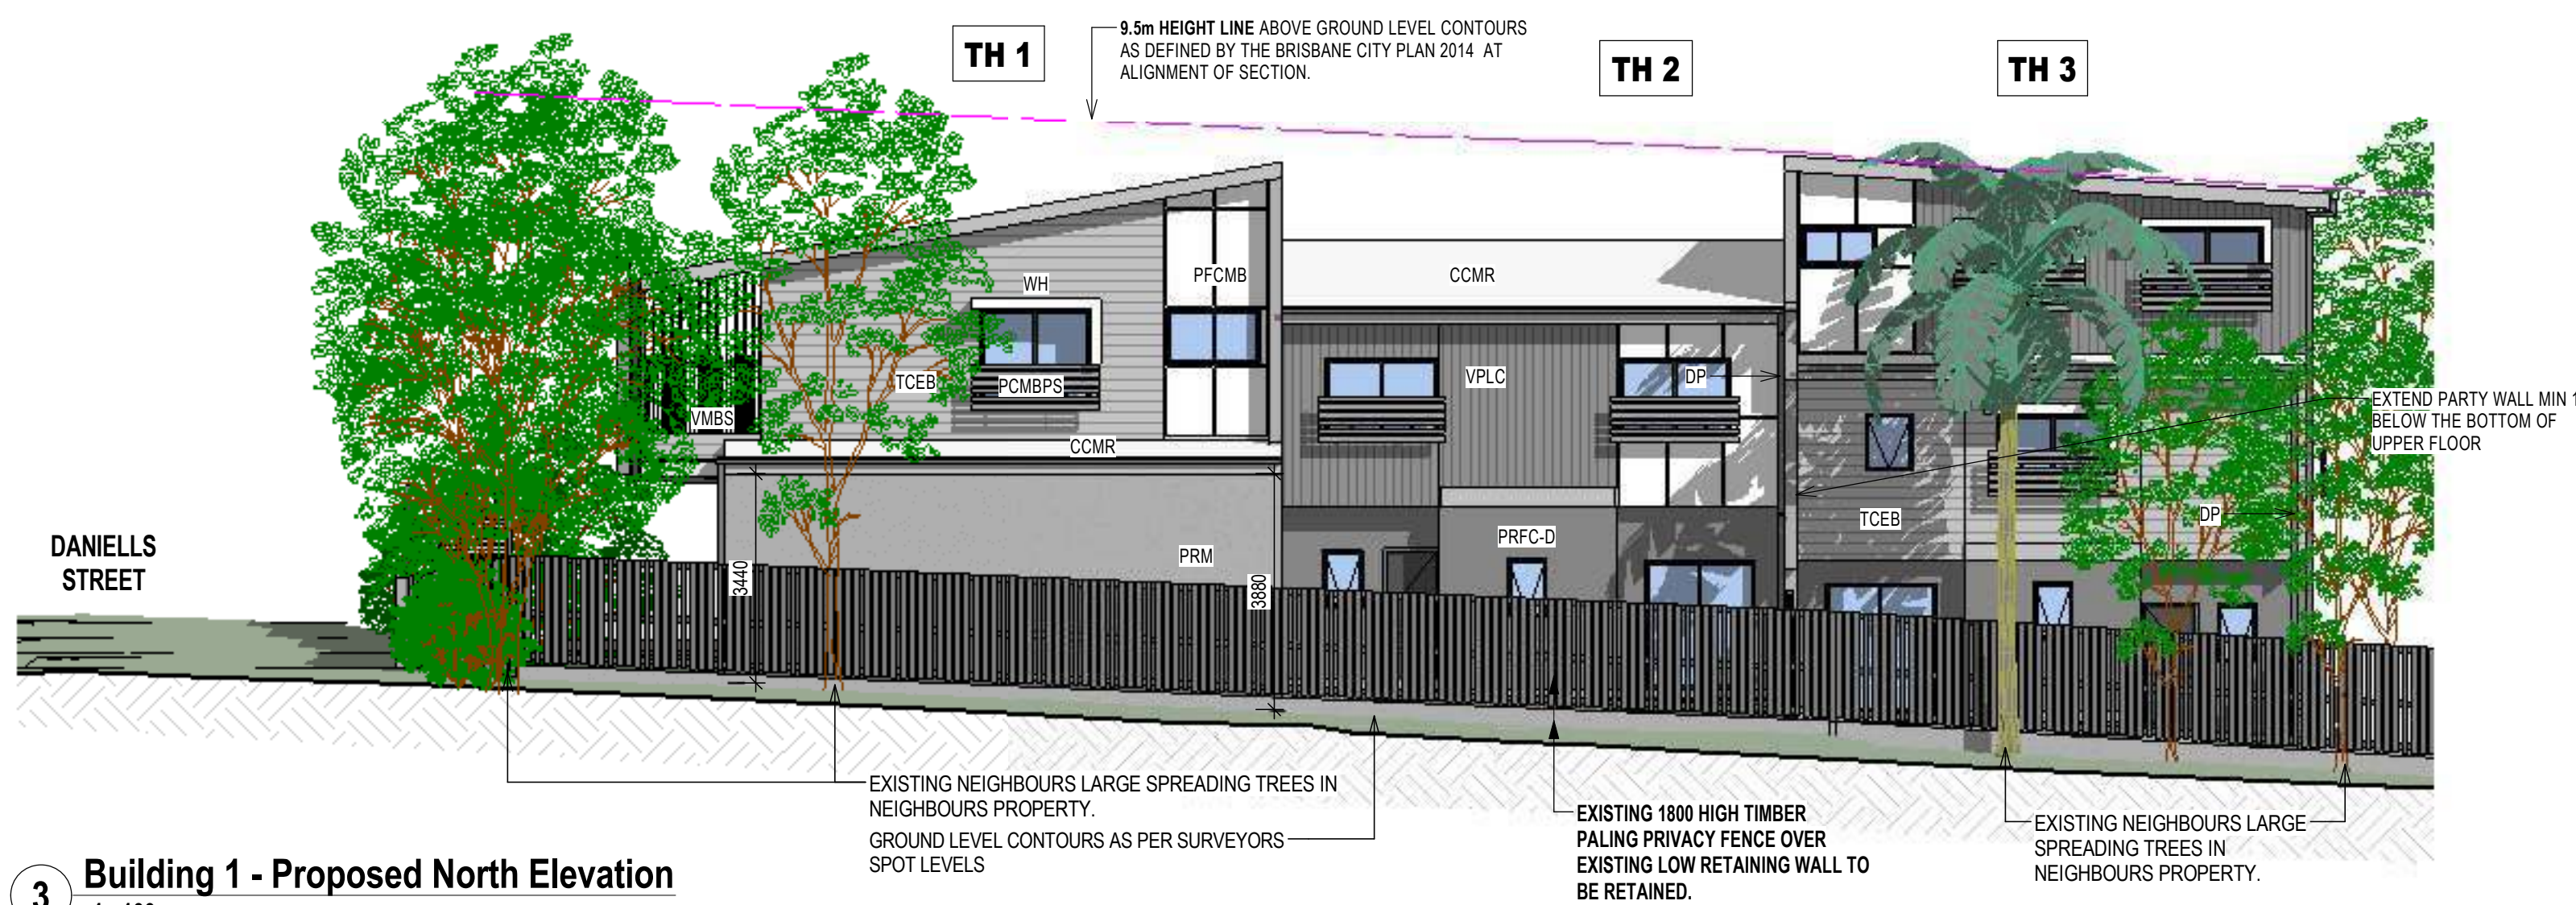 TH 1
9.5m HEIGHT LINE ABOVE GROUND LEVEL CONTOURS
AS DEFINED BY THE BRISBANE CITY PLAN 2014 AT
ALIGNMENT OF SECTION.
TH 2
TH 3
WH
PFCMB
CCMR
TCEB
PCMBPS
VMBS
CCMR
VPLC
DP
EXTEND PARTY WALL MIN 1
BELOW THE BOTTOM OF
UPPER FLOOR
TCEB
DP
PRFC-D
PRM
3440
3880
DANIELLS
STREET
EXISTING NEIGHBOURS LARGE SPREADING TREES IN
NEIGHBOURS PROPERTY.
GROUND LEVEL CONTOURS AS PER SURVEYORS
SPOT LEVELS
EXISTING 1800 HIGH TIMBER
PALING PRIVACY FENCE OVER
EXISTING LOW RETAINING WALL TO
BE RETAINED.
EXISTING NEIGHBOURS LARGE
SPREADING TREES IN
NEIGHBOURS PROPERTY.
3
Building 1 - Proposed North Elevation